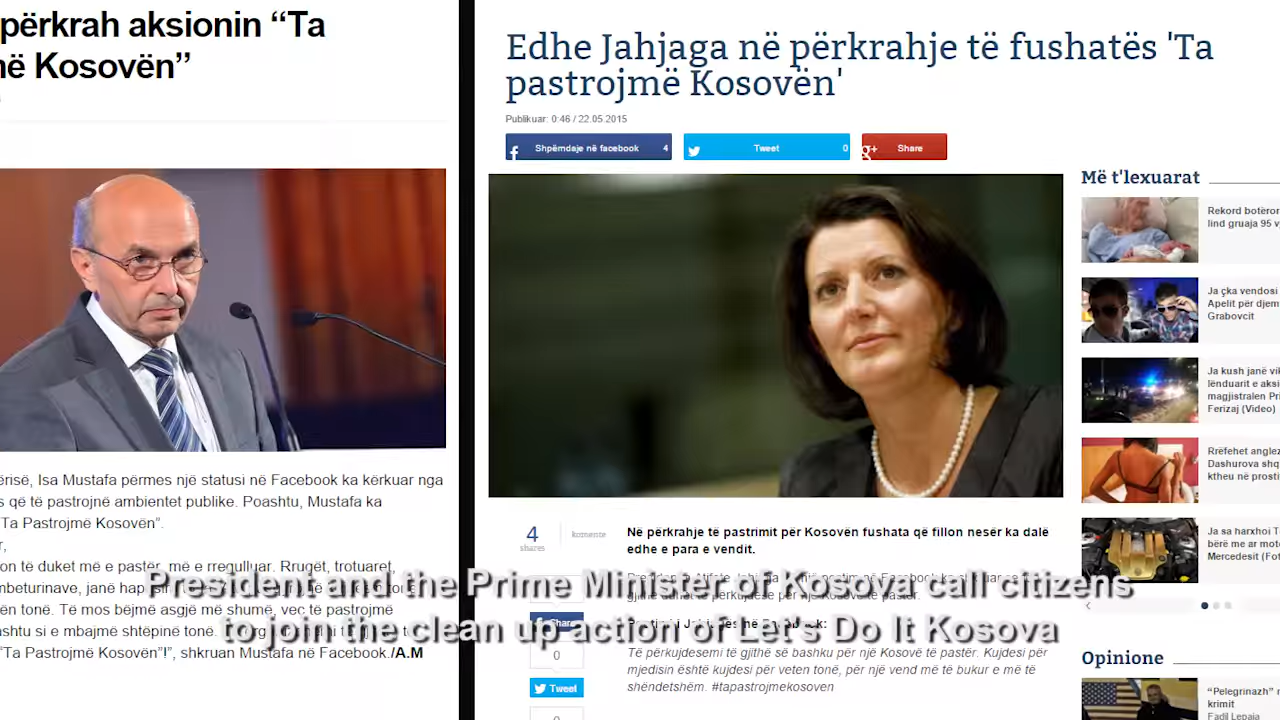 përkrah aksionin “Ta
në Kosovën”
Edhe Jahjaga në përkrahje të fushatës 'Ta
pastrojmë Kosovën'
Publikuar: 0:46 / 22.05.2015
Shpërndaje në facebook 4
Tweet 0
g+ Share
Më t'lexuarat
Rekord botëror
lind gruaja 95 v
Ja çka vendosi
Apelit për djem
Grabovcit
Ja kush janë vik
lënduarit e aksi
magjistralen Pri
Ferizaj (Video)
Rrëfehet anglez
Dashurova shq
ktheu në prosti
Ja sa harxhoi T
bërë me ar moto
Mercedesit (Fot
Opinione
“Pelegrinazh” n
krimit
Fadil Lepaja
ërisë, Isa Mustafa përmes një statusi në Facebook ka kërkuar nga
s që të pastrojnë ambientet publike. Poashtu, Mustafa ka
“Ta Pastrojmë Kosovën”.
r,
on të duket më e pastër, më e rregulluar. Rrugët, trotuaret,
mbeturinave, janë hap
ën tonë. Të mos bëjmë asgjë më shumë, veç të pastrojmë
ashtu si e mbajmë shtëpinë tonë.
“Ta Pastrojmë Kosovën”!”, shkruan Mustafa në Facebook./A.M
4
shares
komente
Në përkrahje të pastrimit për Kosovën fushata që fillon nesër ka dalë
edhe e para e vendit.
President and the Prime Minister of Kosova call citizens
to join the clean up action of Let's Do It Kosova
Share
0
Tweet
Të përkujdesemi të gjithë së bashku për një Kosovë të pastër. Kujdesi për
mjedisin është kujdesi për veten tonë, për një vend më të bukur e më të
shëndetshëm. #tapastrojmekosoven